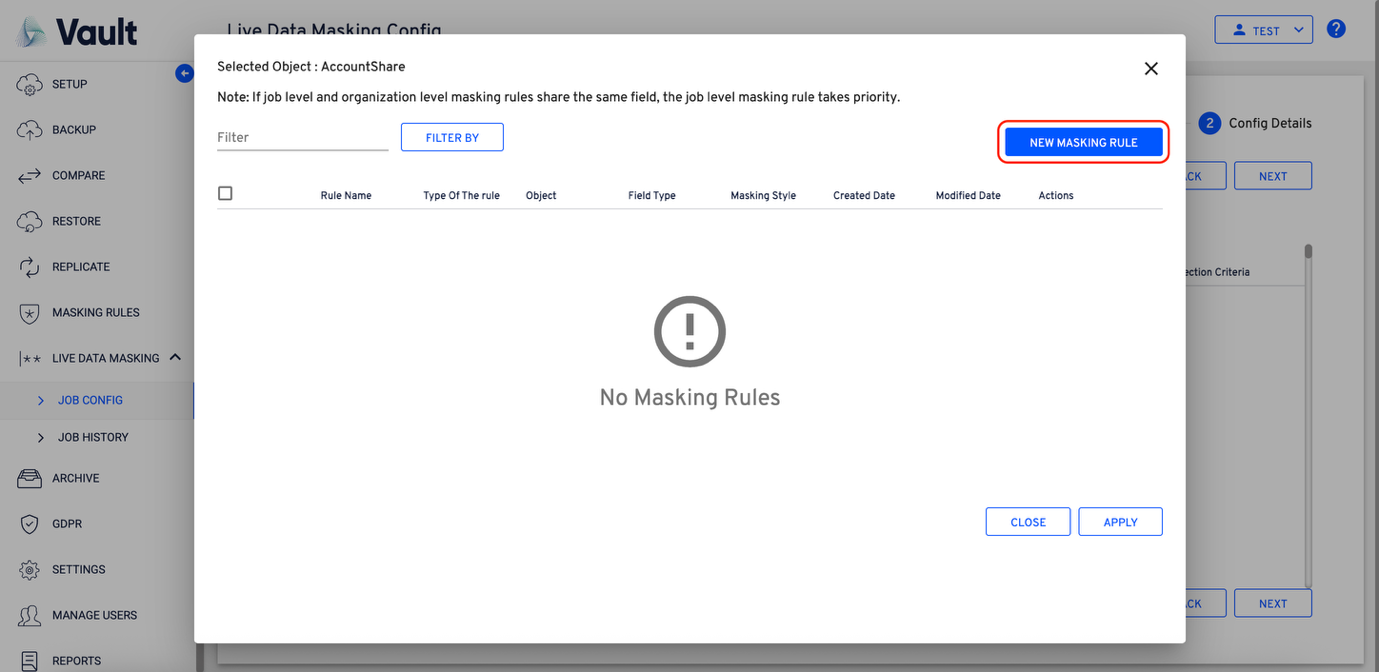 Vault
Live Data Masking Config
TEST
?
SETUP
BACKUP
COMPARE
RESTORE
REPLICATE
MASKING RULES
LIVE DATA MASKING
JOB CONFIG
JOB HISTORY
ARCHIVE
GDPR
SETTINGS
MANAGE USERS
REPORTS
Selected Object : AccountShare
Note: If job level and organization level masking rules share the same field, the job level masking rule takes priority.
Filter
FILTER BY
NEW MASKING RULE
Rule Name Type Of The rule Object Field Type Masking Style Created Date Modified Date Actions
No Masking Rules
CLOSE
APPLY
2 Config Details
CK
NEXT
ection Criteria
CK
NEXT